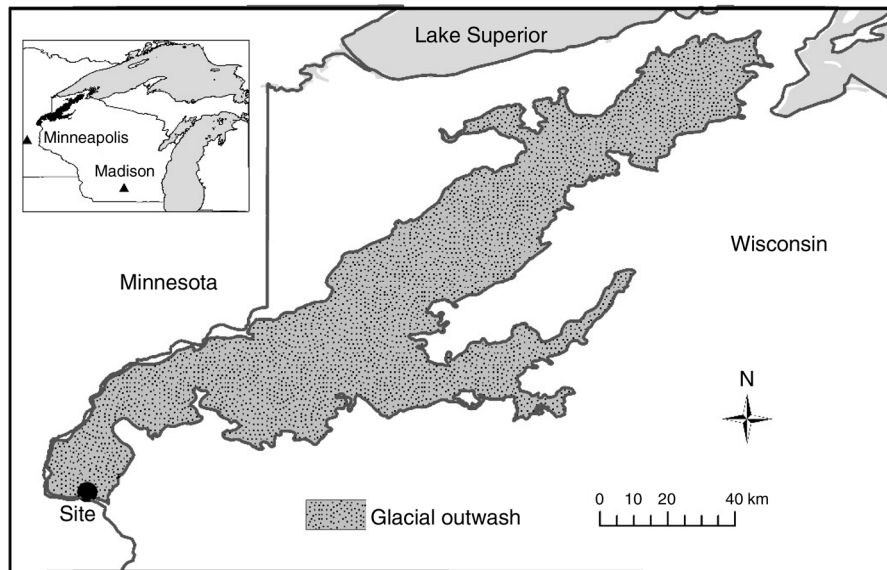 Lake Superior
Minneapolis
Madison
Wisconsin
Minnesota
N
Site
Glacial outwash
0 10 20 40 km